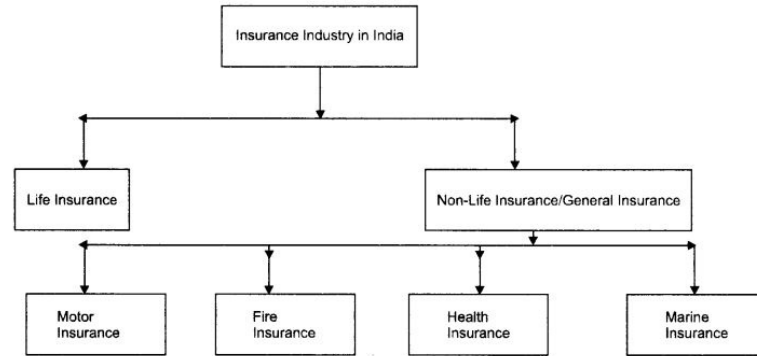 Insurance Industry in India
Life Insurance
Non-Life Insurance/General Insurance
Motor
Insurance
Fire
Insurance
Health
Insurance
Marine
Insurance